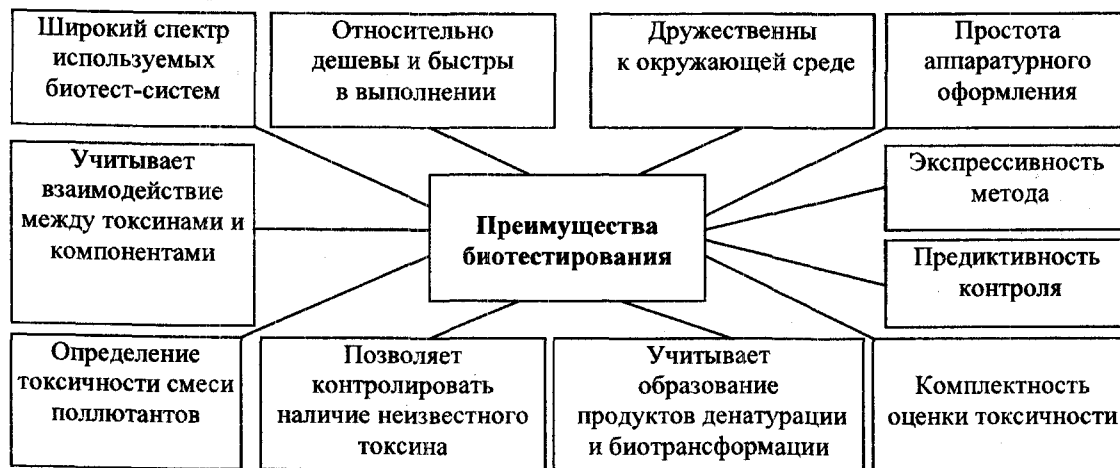 Широкий спектр
используемых
биотест-систем
Относительно
дешевы и быстры
в выполнении
Дружественны
к окружающей среде
Простота
аппаратурного
оформления
Учитывает
взаимодействие
между токсинами и
компонентами
Преимущества
биотестирования
Экспрессивность
метода
Предиктивность
контроля
Определение
токсичности смеси
поллютантов
Позволяет
контролировать
наличие неизвестного
токсина
Учитывает
образование
продуктов денатурации
и биотрансформации
Комплектность
оценки токсичности